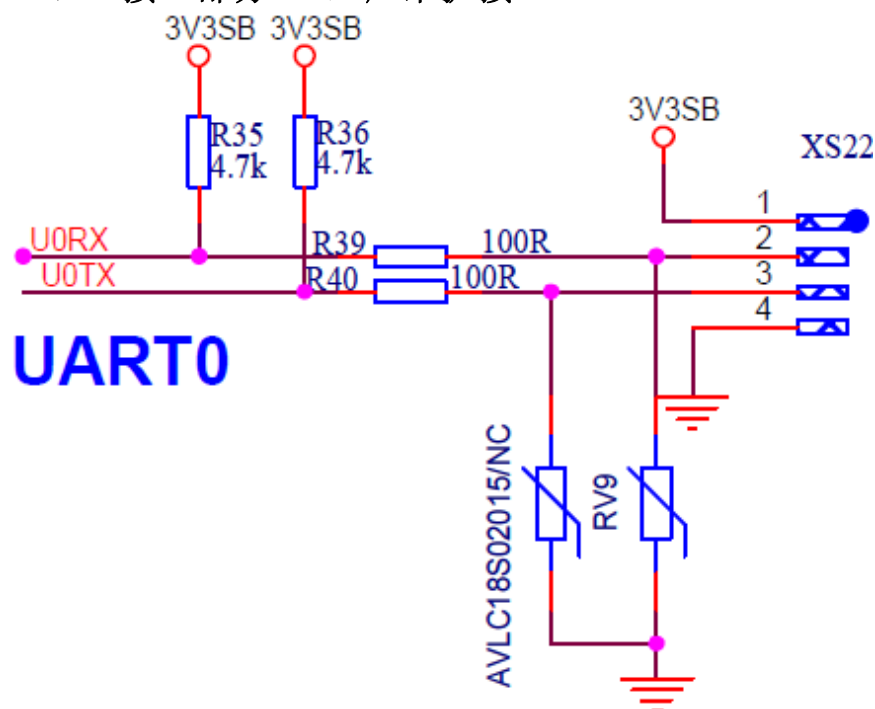 3V3SB 3V3SB
R35
4.7k
R36
4.7k
3V3SB
XS22
1
U0RX
R39
100R
2
U0TX
R40
100R
3
4
UART0
AVLC18S02015/NC
RV9